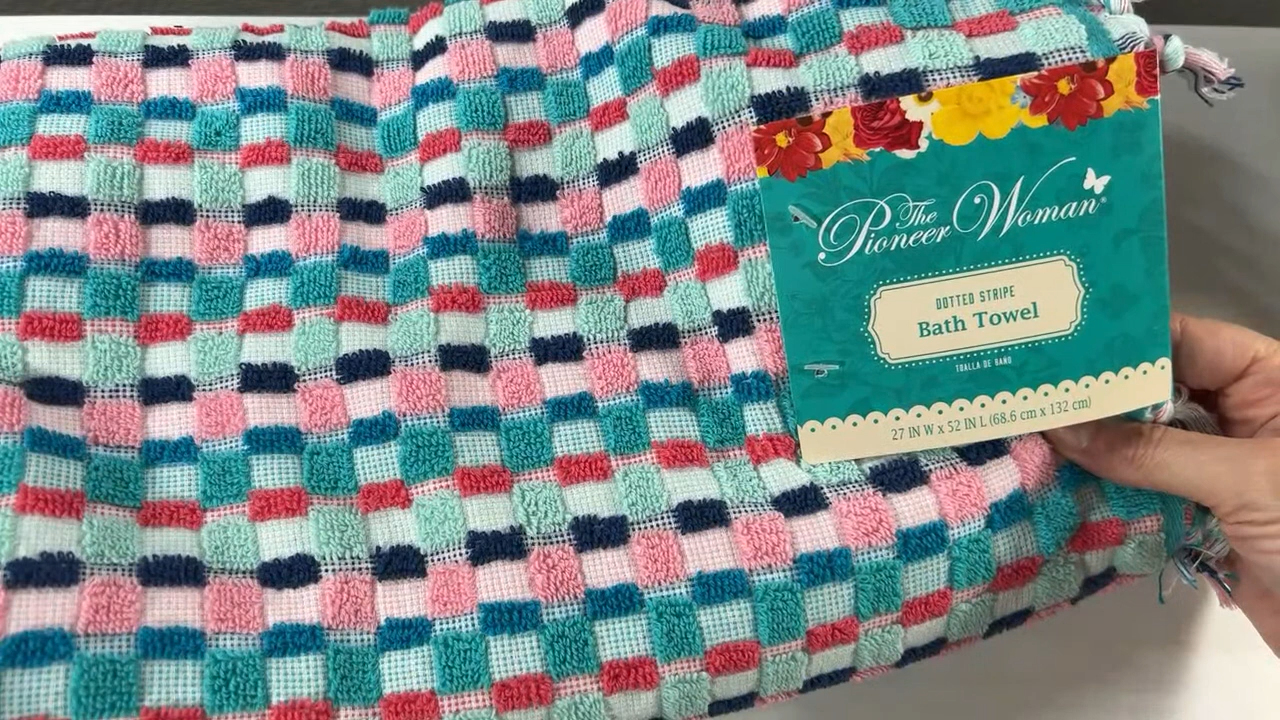 The
Pioneer Woman®
DOTTED STRIPE
Bath Towel
TOALLA DE BAÑO
27 IN W x 52 IN L (68.6 cm x 132 cm)